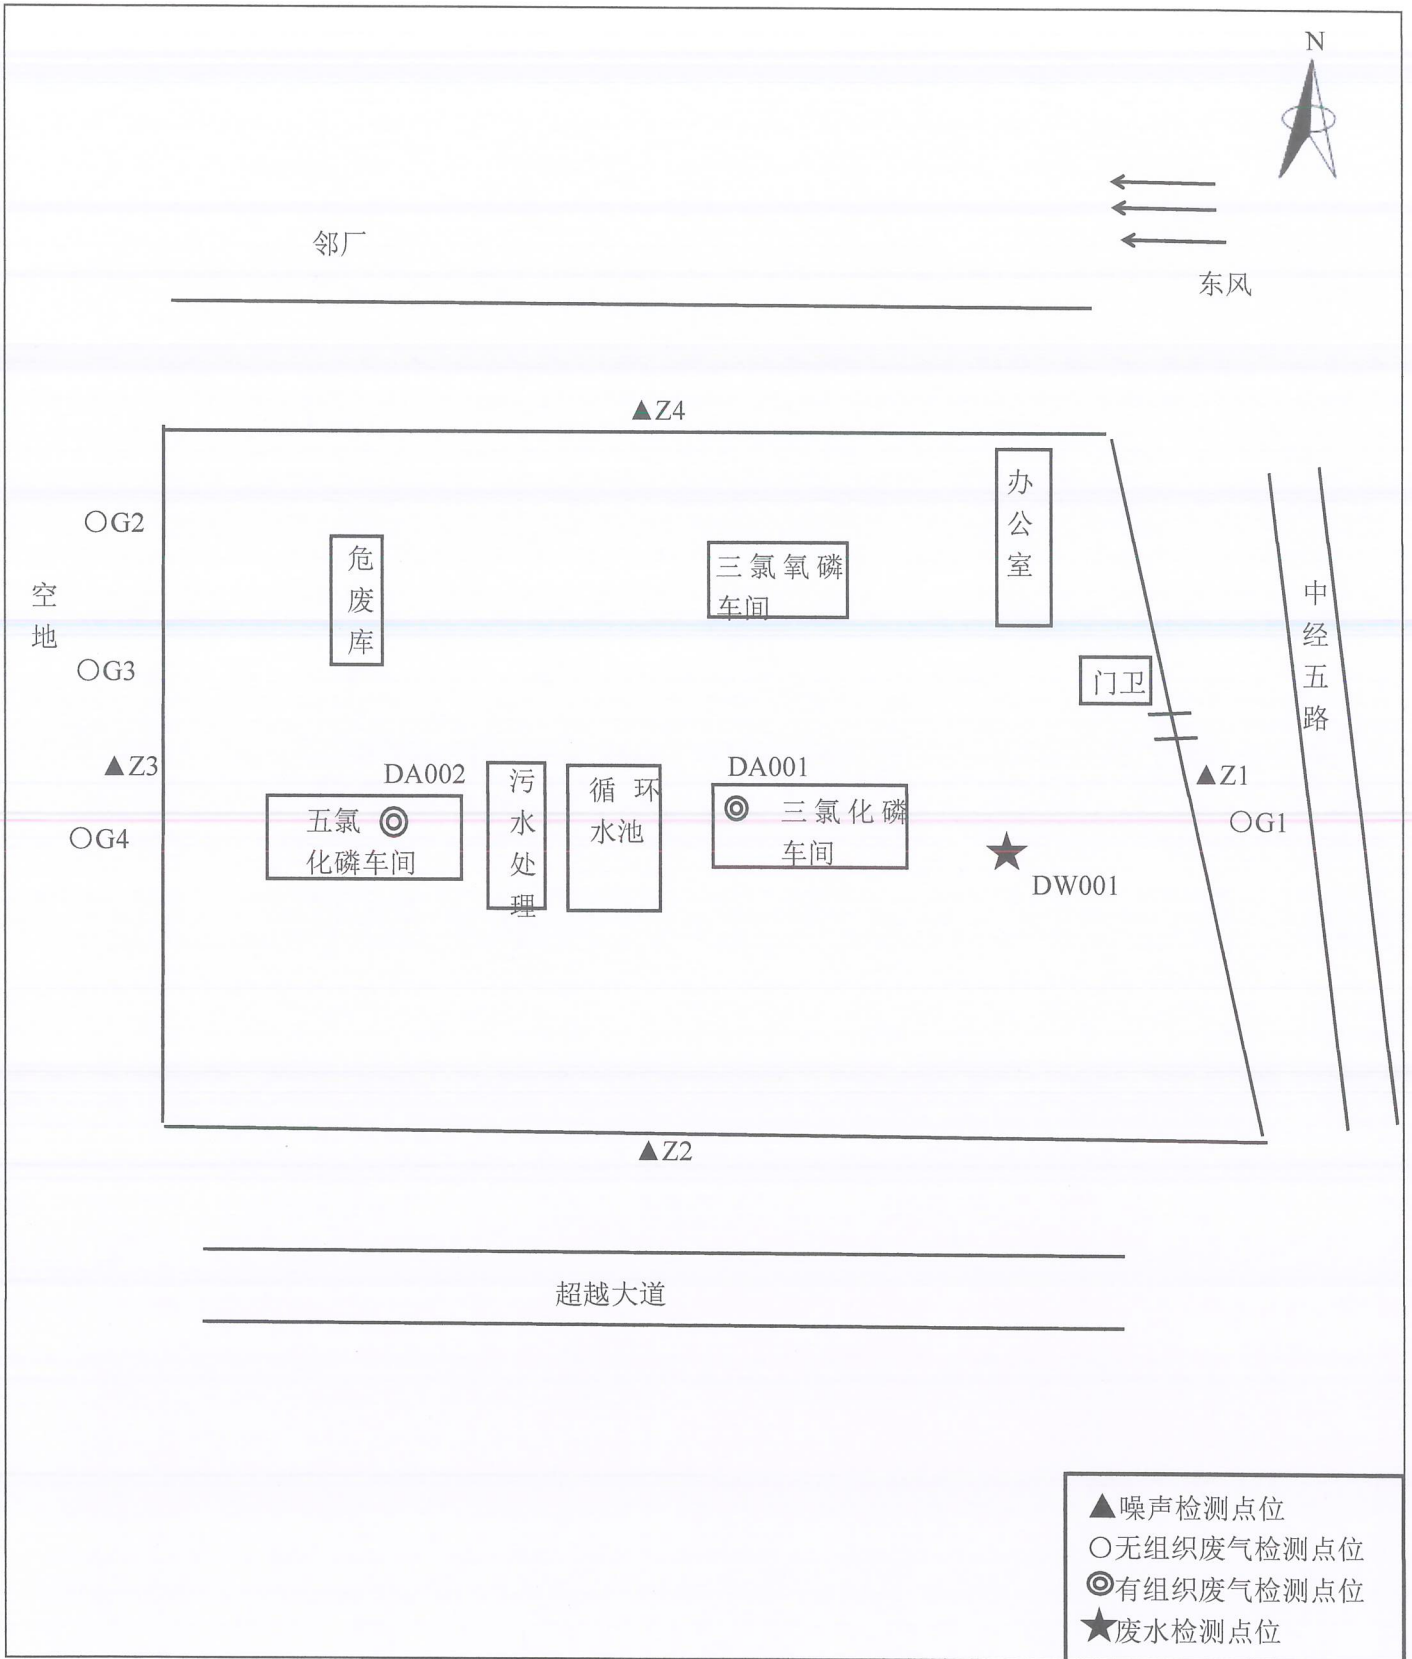 N
东风
邻厂
▲Z4
办
公
室
○G2
危
废
库
三氯氧磷
车间
空
地
中
经
五
路
○G3
门卫
▲Z3
DA002
污
水
处
理
循环
水池
DA001
▲Z1
五氯
化磷车间
三氯化磷
车间
○G4
○G1
★
DW001
▲Z2
超越大道
▲噪声检测点位
○无组织废气检测点位
◎有组织废气检测点位
★废水检测点位